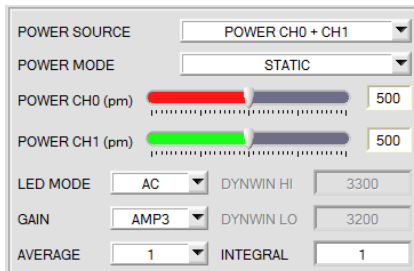 POWER SOURCE POWER CH0 + CH1
POWER MODE STATIC
POWER CH0 (pm) 500
POWER CH1 (pm) 500
LED MODE AC DYNWIN HI 3300
GAIN AMP3 DYNWIN LO 3200
AVERAGE 1 INTEGRAL 1